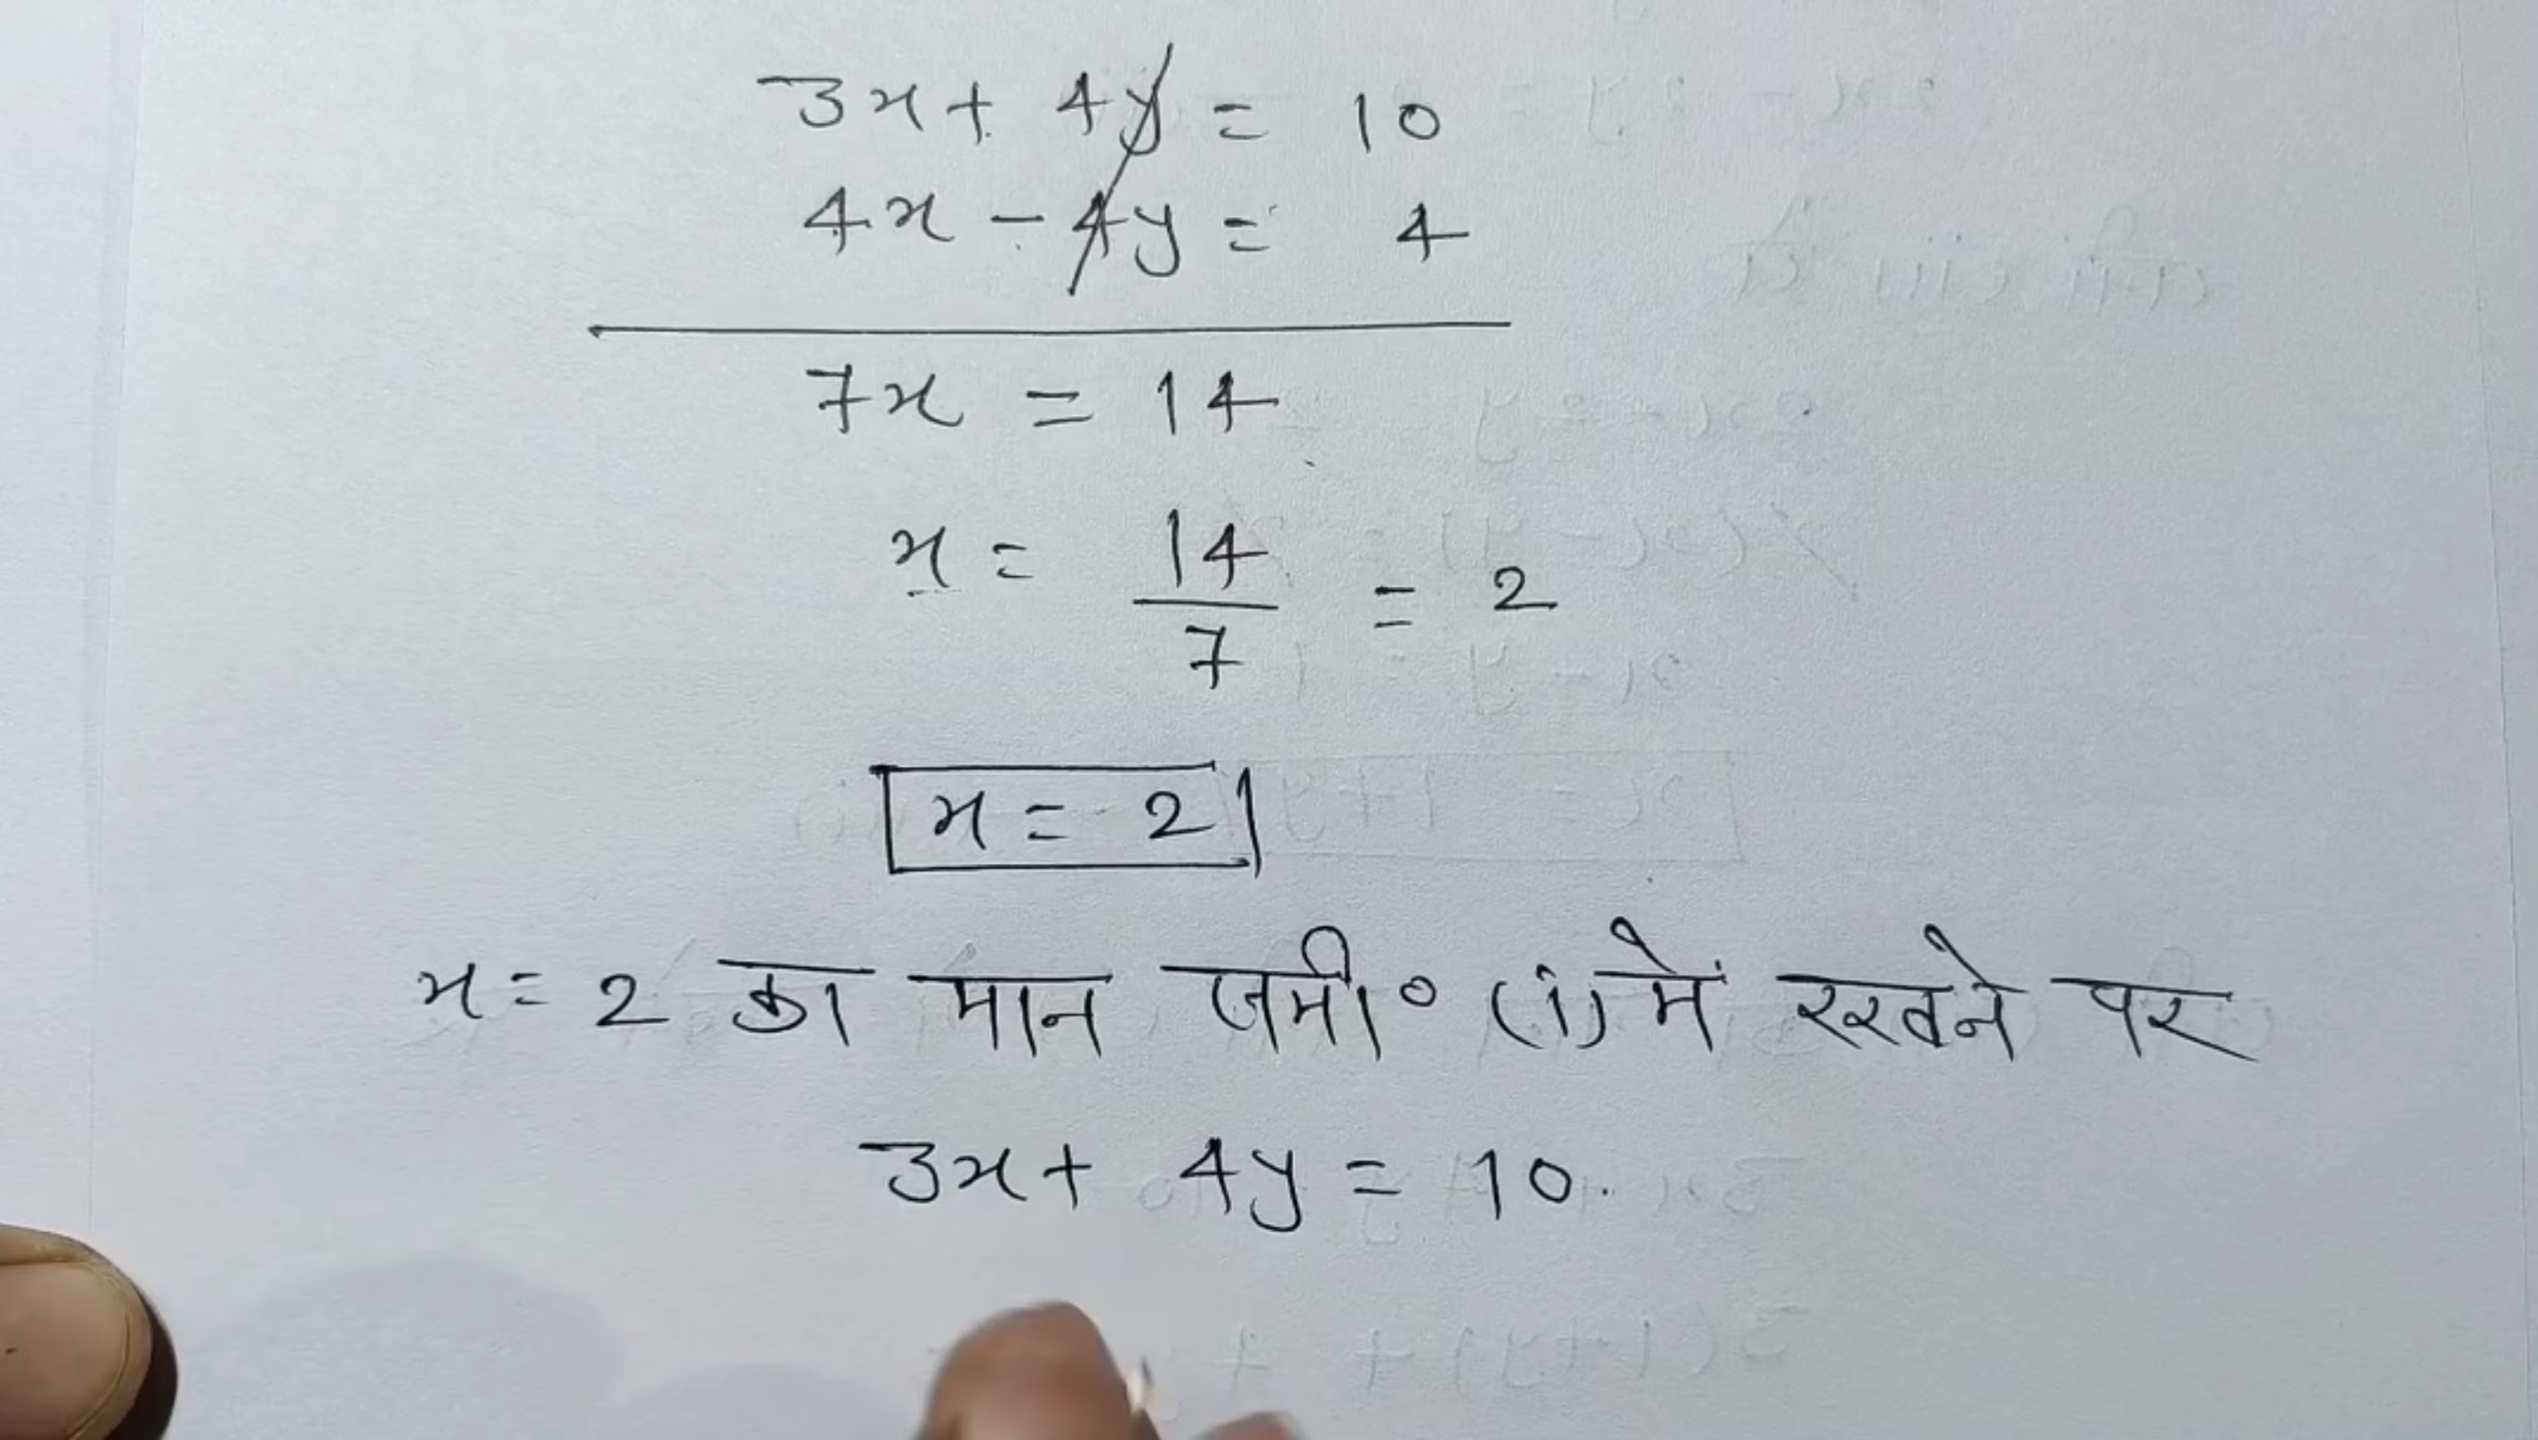 3x + 4y = 10
4x - 4y = 4
7x = 14
x = 14/7 = 2
x = 2
x = 2 का मान समी० (i) में रखने पर
3x + 4y = 10